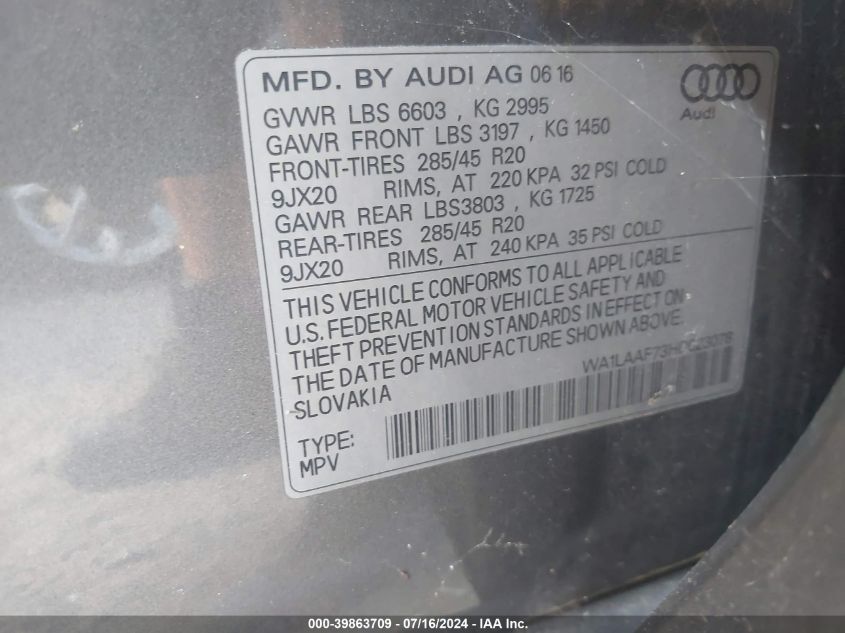 MFD. BY AUDI AG 06 16
Audi
GVWR LBS 6603 , KG 2995
GAWR FRONT LBS 3197 , KG 1450
FRONT-TIRES 285/45 R20
9JX20 RIMS, AT 220 KPA 32 PSI COLD
GAWR REAR LBS3803 , KG 1725
REAR-TIRES 285/45 R20
9JX20 RIMS, AT 240 KPA 35 PSI COLD
THIS VEHICLE CONFORMS TO ALL APPLICABLE
U.S. FEDERAL MOTOR VEHICLE SAFETY AND
THEFT PREVENTION STANDARDS IN EFFECT ON
THE DATE OF MANUFACTURE SHOWN ABOVE.
SLOVAKIA
TYPE:
MPV
000-39863709 - 07/16/2024 - IAA Inc.